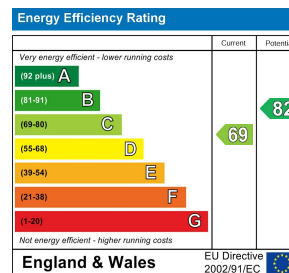 Energy Efficiency Rating
Current Potenti
Very energy efficient - lower running costs
(92 plus) A
(81-91) B
(69-80) C
(55-68) D
(39-54) E
(21-38) F
(1-20) G
69
82
Not energy efficient - higher running costs
England & Wales
EU Directive
2002/91/EC